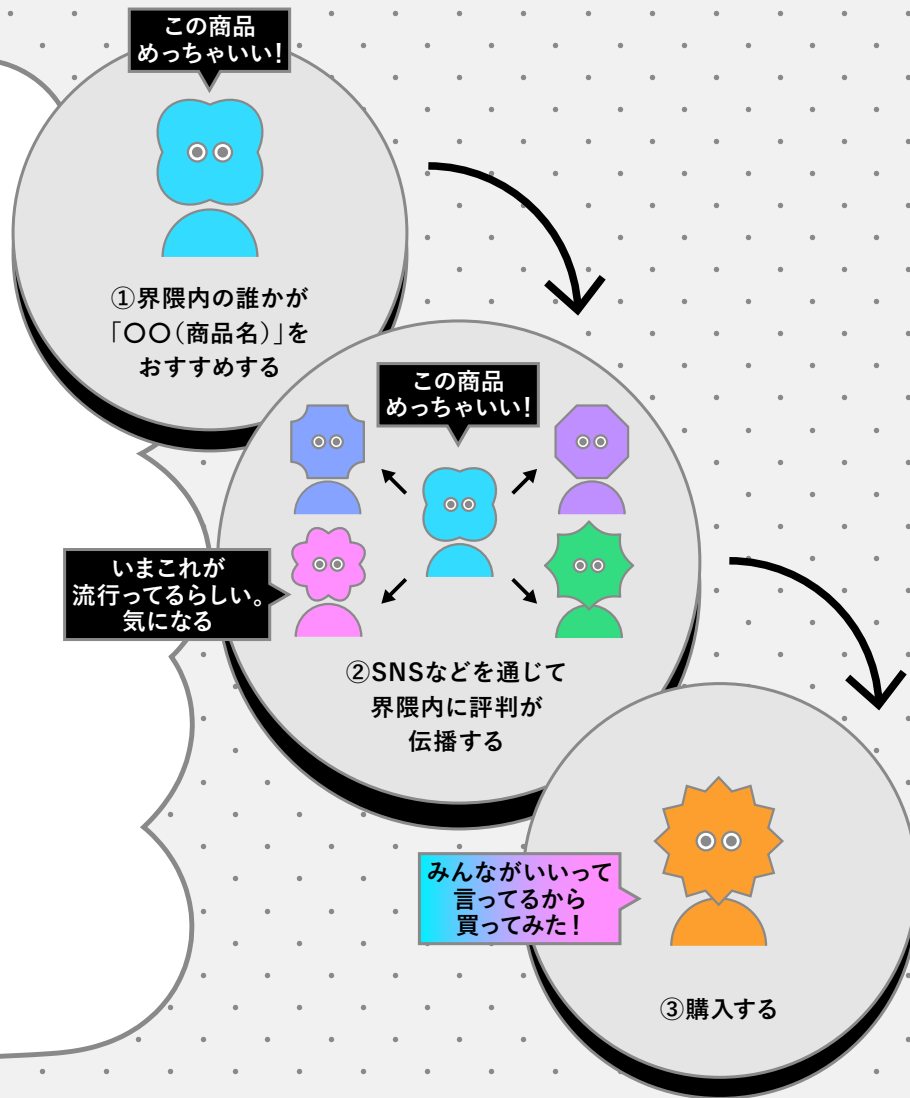 この商品
めっちゃいい！
①界隈内の誰かが
「〇〇（商品名）」を
おすすめする
この商品
めっちゃいい！
いまこれが
流行ってるらしい。
気になる
②SNSなどを通じて
界隈内に評判が
伝播する
みんながいいって
言ってるから
買ってみた！
③購入する